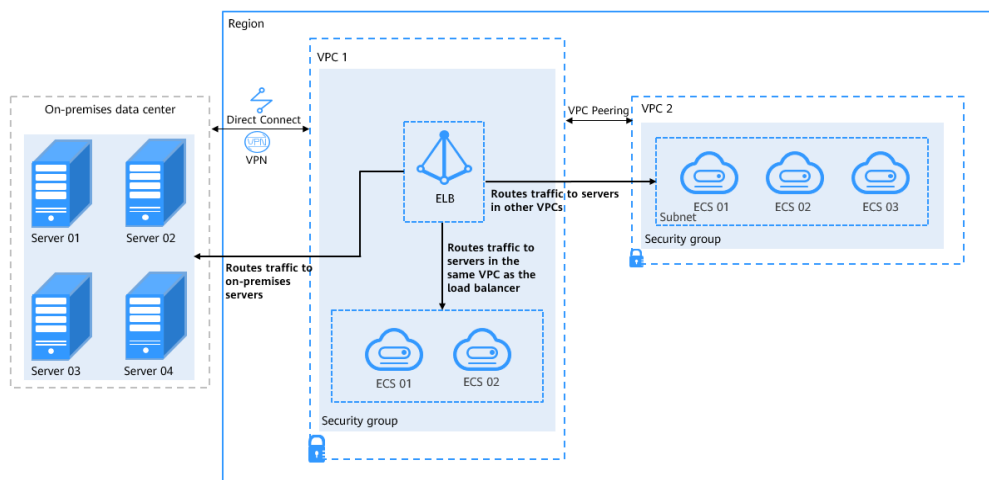 Region
VPC 1
On-premises data center
Direct Connect
VPN
VPN
VPC Peering
VPC 2
Server 01
Server 02
Server 03
Server 04
ELB
Routes traffic to servers
in other VPCs
Routes traffic to
servers in the
same VPC as the
load balancer
Routes traffic to
on-premises
servers
ECS 01
ECS 02
ECS 03
Subnet
Security group
ECS 01
ECS 02
Security group